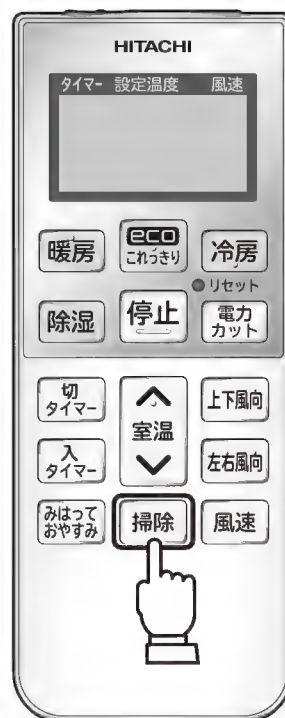 HITACHI
タイマー 設定温度 風速
暖房
eco
これっきり
冷房
リセット
除湿
停止
電力
カット
切
タイマー
室温
上下風向
入
タイマー
左右風向
みはって
おやすみ
掃除
風速